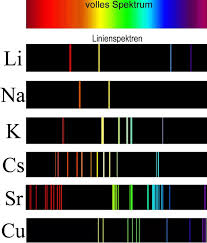 volles Spektrum
Linienspektren
Li
Na
K
Cs
Sr
Cu